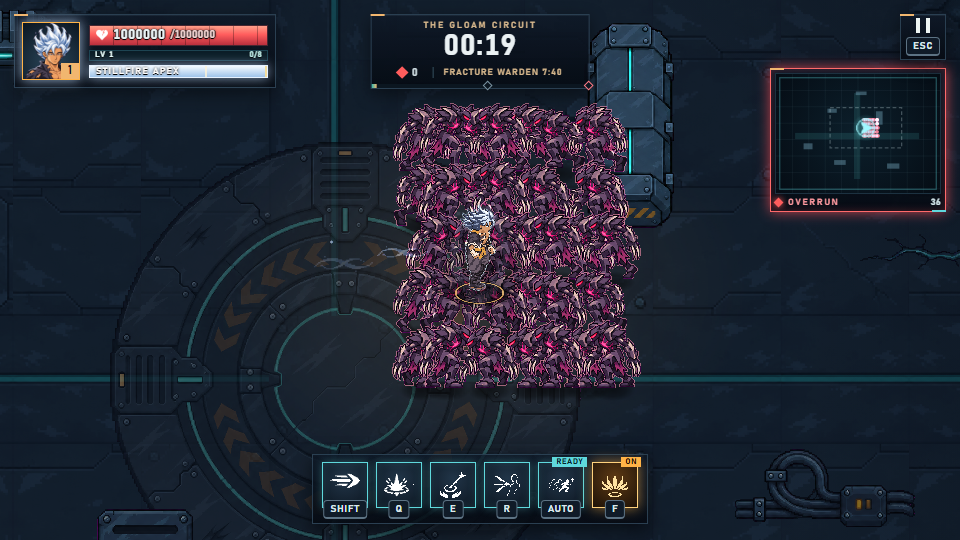 1000000 /1000000
LV 1
0/8
1
STILLFIRE APEX
THE GLOAM CIRCUIT
00:19
0
FRACTURE WARDEN 7:40
ESC
OVERRUN
36
READY
ON
SHIFT
Q
E
R
AUTO
F